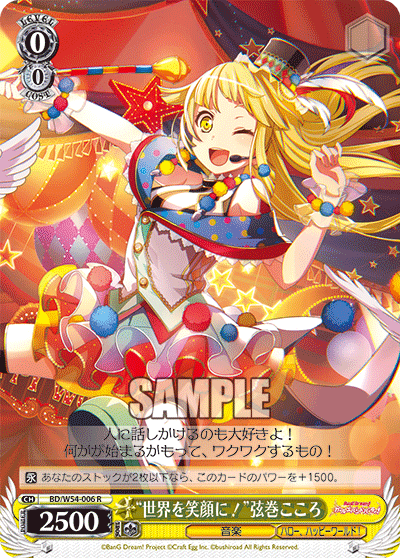 LEVEL
0
0
COST
SAMPLE
人に話しかけるのも大好きよ!
何かが始まるがもって、ワクワクするもの!
永 あなたのストックが2枚以下なら、このカードのパワーを+1500。
CH BD/W54-006 R
2500
“世界を笑顔に!”弦巻こころ
音楽
ハロー、ハッピーワールド!
©BanG Dream! Project ©Craft Egg Inc. ©bushiroad All Rights Reserved.